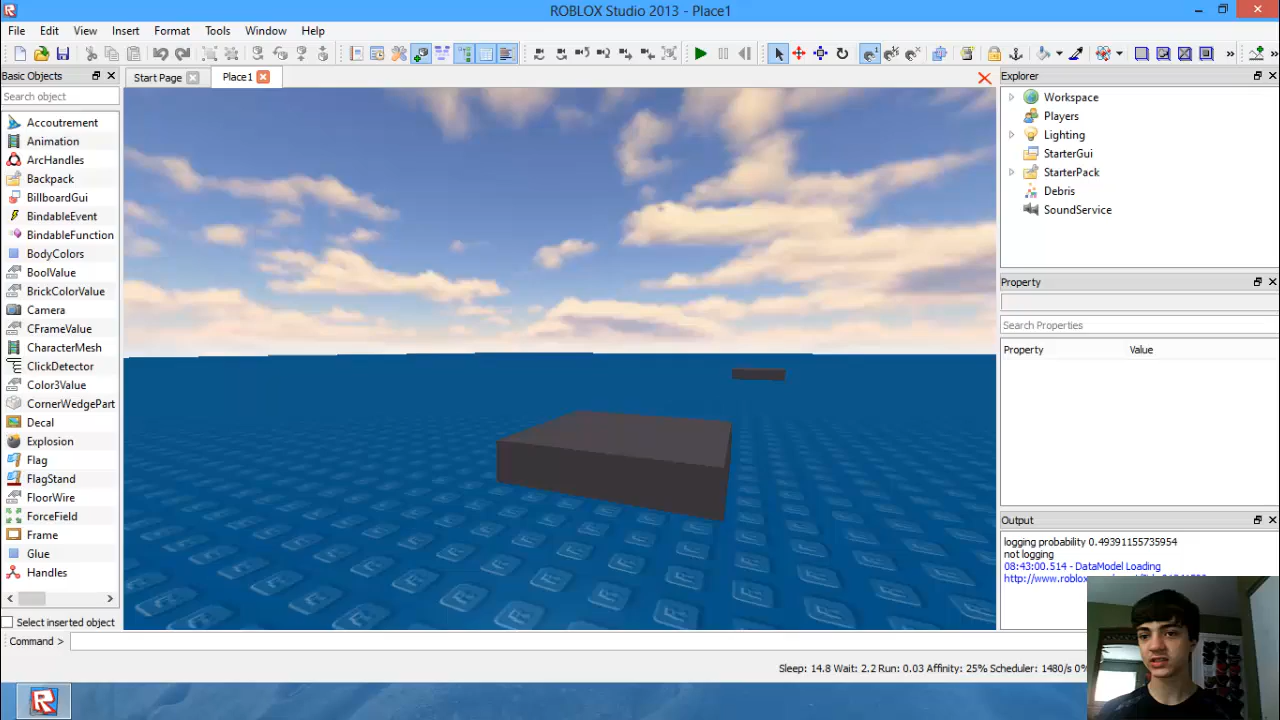 ROBLOX Studio 2013 - Place1
File Edit View Insert Format Tools Window Help
Basic Objects
Start Page Place1
Explorer
Search object
Accoutrement
Animation
ArcHandles
Backpack
BillboardGui
BindableEvent
BindableFunction
BodyColors
BoolValue
BrickColorValue
Camera
CFrameValue
CharacterMesh
ClickDetector
Color3Value
CornerWedgePart
Decal
Explosion
Flag
FlagStand
FloorWire
ForceField
Frame
Glue
Handles
Select inserted object
Workspace
Players
Lighting
StarterGui
StarterPack
Debris
SoundService
Property
Search Properties
Property Value
Output
logging probability 0.49391155735954
not logging
08:43:00.514 - DataModel Loading
http://www.roblox
Command >
Sleep: 14.8 Wait: 2.2 Run: 0.03 Affinity: 25% Scheduler: 1480/s 0%